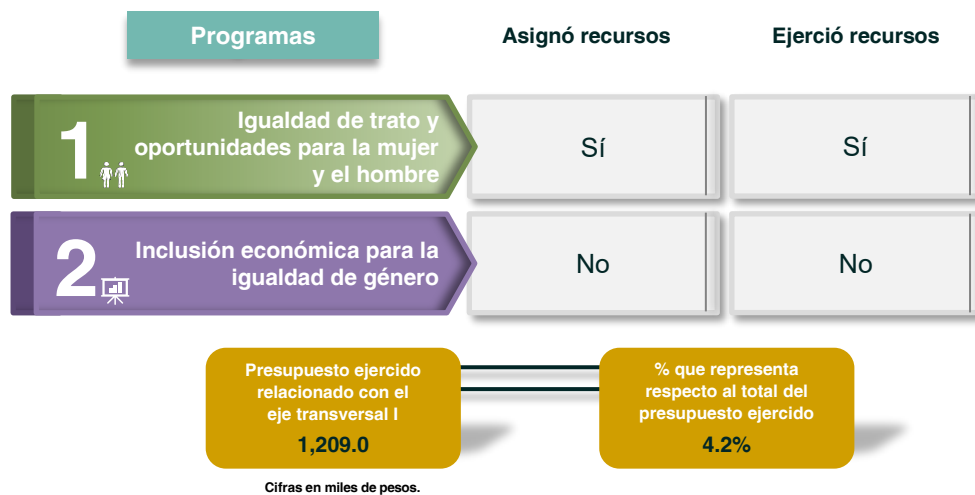 Programas
Asignó recursos
Ejerció recursos
1
Igualdad de trato y
oportunidades para la mujer
y el hombre
Sí
Sí
2
Inclusión económica para la
igualdad de género
No
No
Presupuesto ejercido
relacionado con el
eje transversal I
1,209.0
% que representa
respecto al total del
presupuesto ejercido
4.2%
Cifras en miles de pesos.